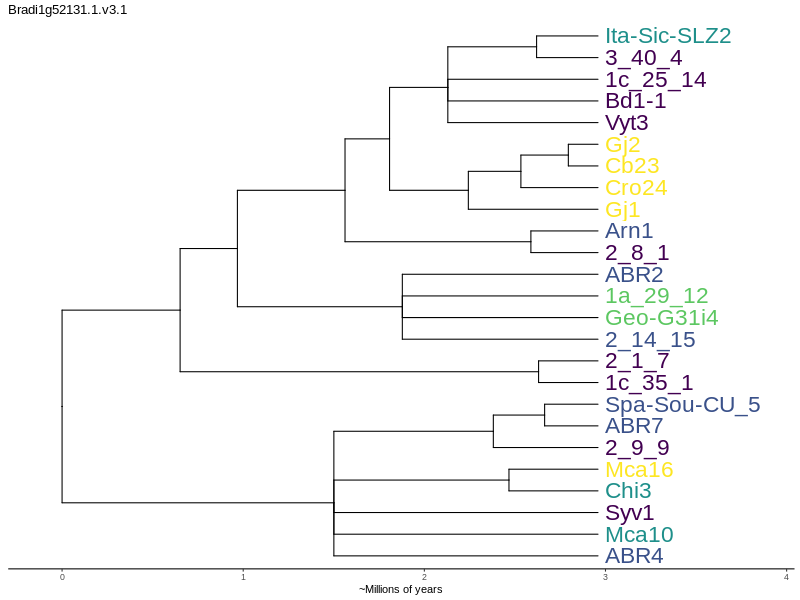 Bradi1g52131.1.v3.1
Ita-Sic-SLZ2
3_40_4
1c_25_14
Bd1-1
Vyt3
Gj2
Cb23
Cro24
Gj1
Arn1
2_8_1
ABR2
1a_29_12
Geo-G31i4
2_14_15
2_1_7
1c_35_1
Spa-Sou-CU_5
ABR7
2_9_9
Mca16
Chi3
Syv1
Mca10
ABR4
0 1 2 3 4
~Millions of years